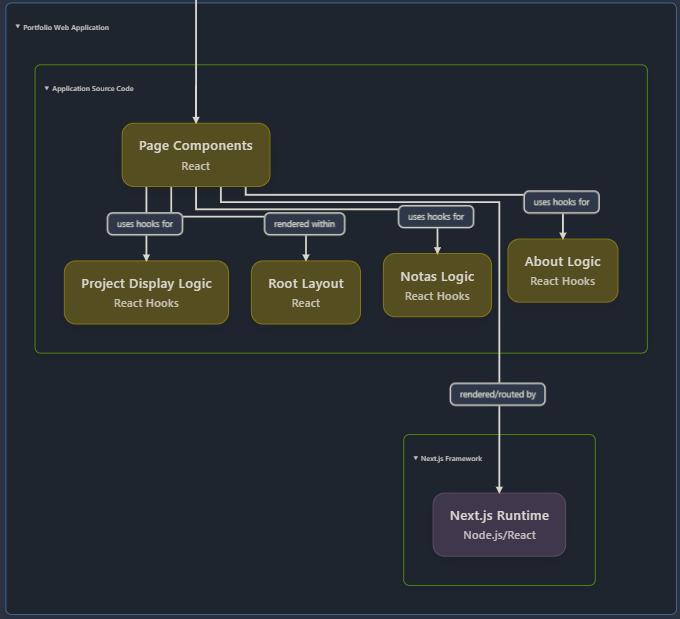 Portfolio Web Application
Application Source Code
Page Components
React
uses hooks for
rendered within
uses hooks for
uses hooks for
Project Display Logic
React Hooks
Root Layout
React
Notas Logic
React Hooks
About Logic
React Hooks
rendered/routed by
Next.js Framework
Next.js Runtime
Node.js/React